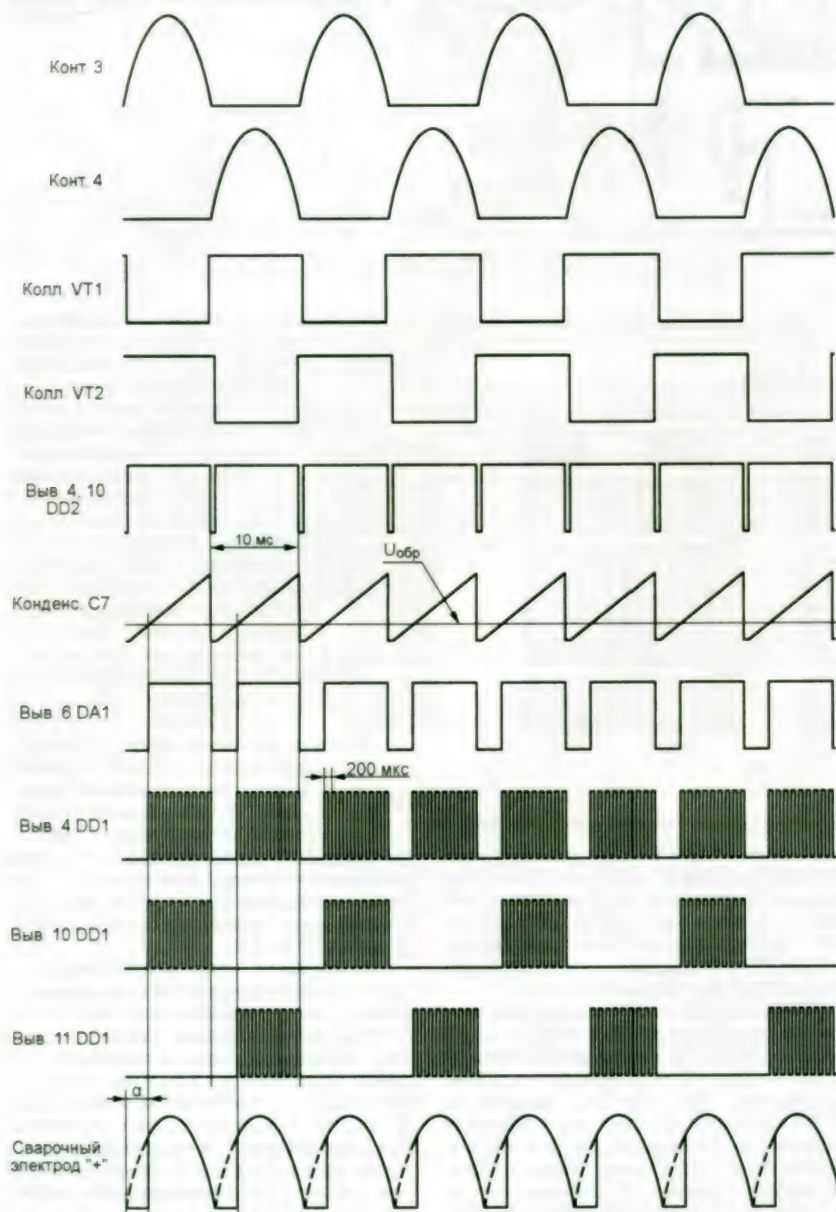 Конт. 3
Конт. 4
Колл. VT1
Колл. VT2
Выв. 4, 10
DD2
10 мс
Uобр
Конденс. C7
Выв. 6 DA1
200 мкс
Выв. 4 DD1
Выв. 10 DD1
Выв. 11 DD1
α
Сварочный
электрод "+"